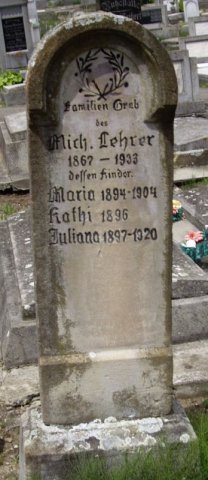 Familien Grab
des
Mich. Lehrer
1867 - 1933
dessen Kinder.
Maria 1894-1904
Kathi 1896
Juliana 1897-1920